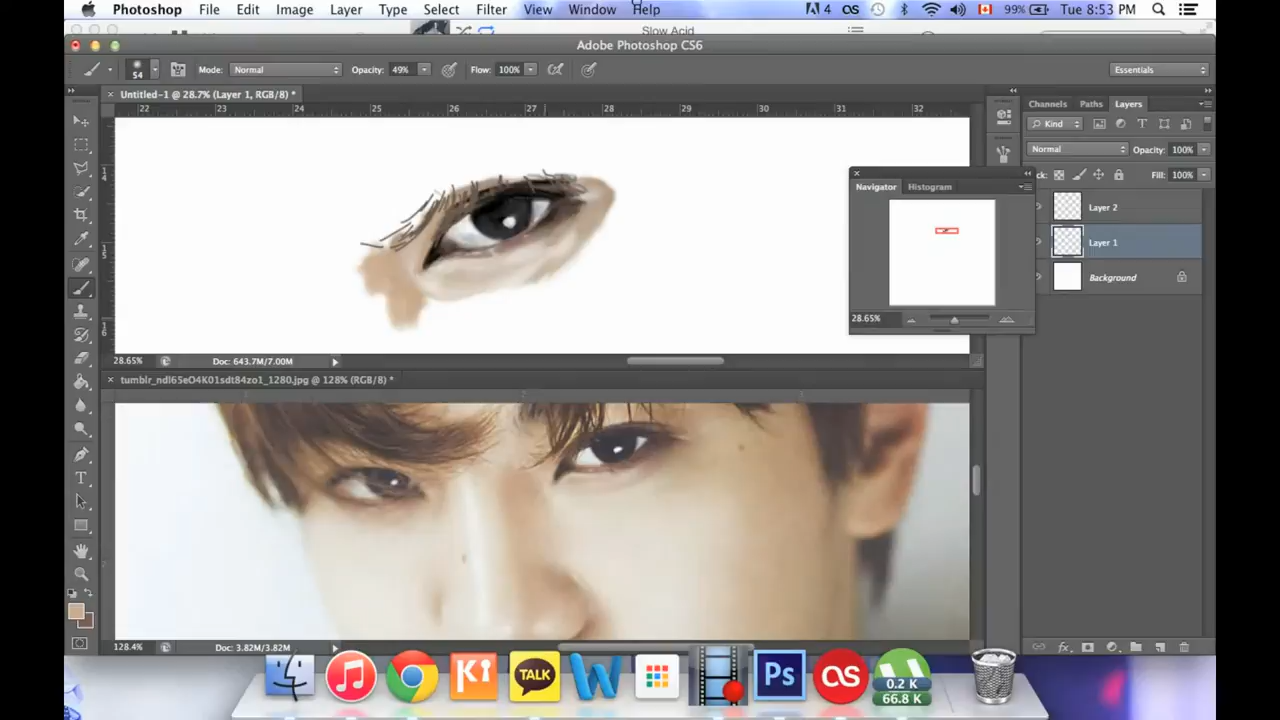 Photoshop File Edit Image Layer Type Select Filter View Window Help 4 99% Tue 8:53 PM
Slow Acid
Adobe Photoshop CS6
54 Mode: Normal Opacity: 49% Flow: 100% Essentials
Untitled-1 @ 28.7% (Layer 1, RGB/8) *
22 23 24 25 26 27 28 29 30 31 32
Channels Paths Layers
Kind
Normal Opacity: 100%
Fill: 100%
Navigator Histogram
Layer 2
Layer 1
Background
28.65%
28.65% Doc: 643.7M/7.00M
tumblr_ndl65eO4K01sdt84zo1_1280.jpg @ 128% (RGB/8) *
128.4% Doc: 3.82M/3.82M
Ki TALK W Ps
0.2 K
66.8 K